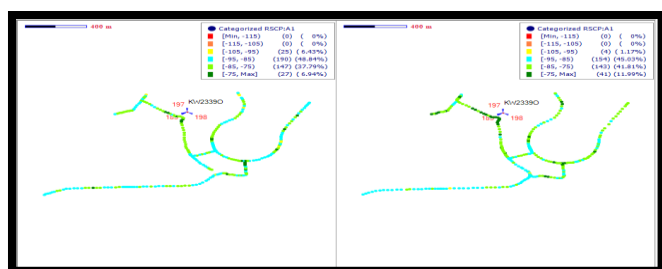 400 m
Categorized RSCP:A1
[Min, -115) (0) ( 0%)
[-115, -105) (0) ( 0%)
[-105, -95) (25) ( 6.43%)
[-95, -85) (190) (48.84%)
[-85, -75) (147) (37.79%)
[-75, Max] (27) ( 6.94%)
197
KW2339O
198
400 m
Categorized RSCP:A1
[Min, -115) (0) ( 0%)
[-115, -105) (0) ( 0%)
[-105, -95) (4) ( 1.17%)
[-95, -85) (154) (45.03%)
[-85, -75) (143) (41.81%)
[-75, Max] (41) (11.99%)
197
KW2339O
198